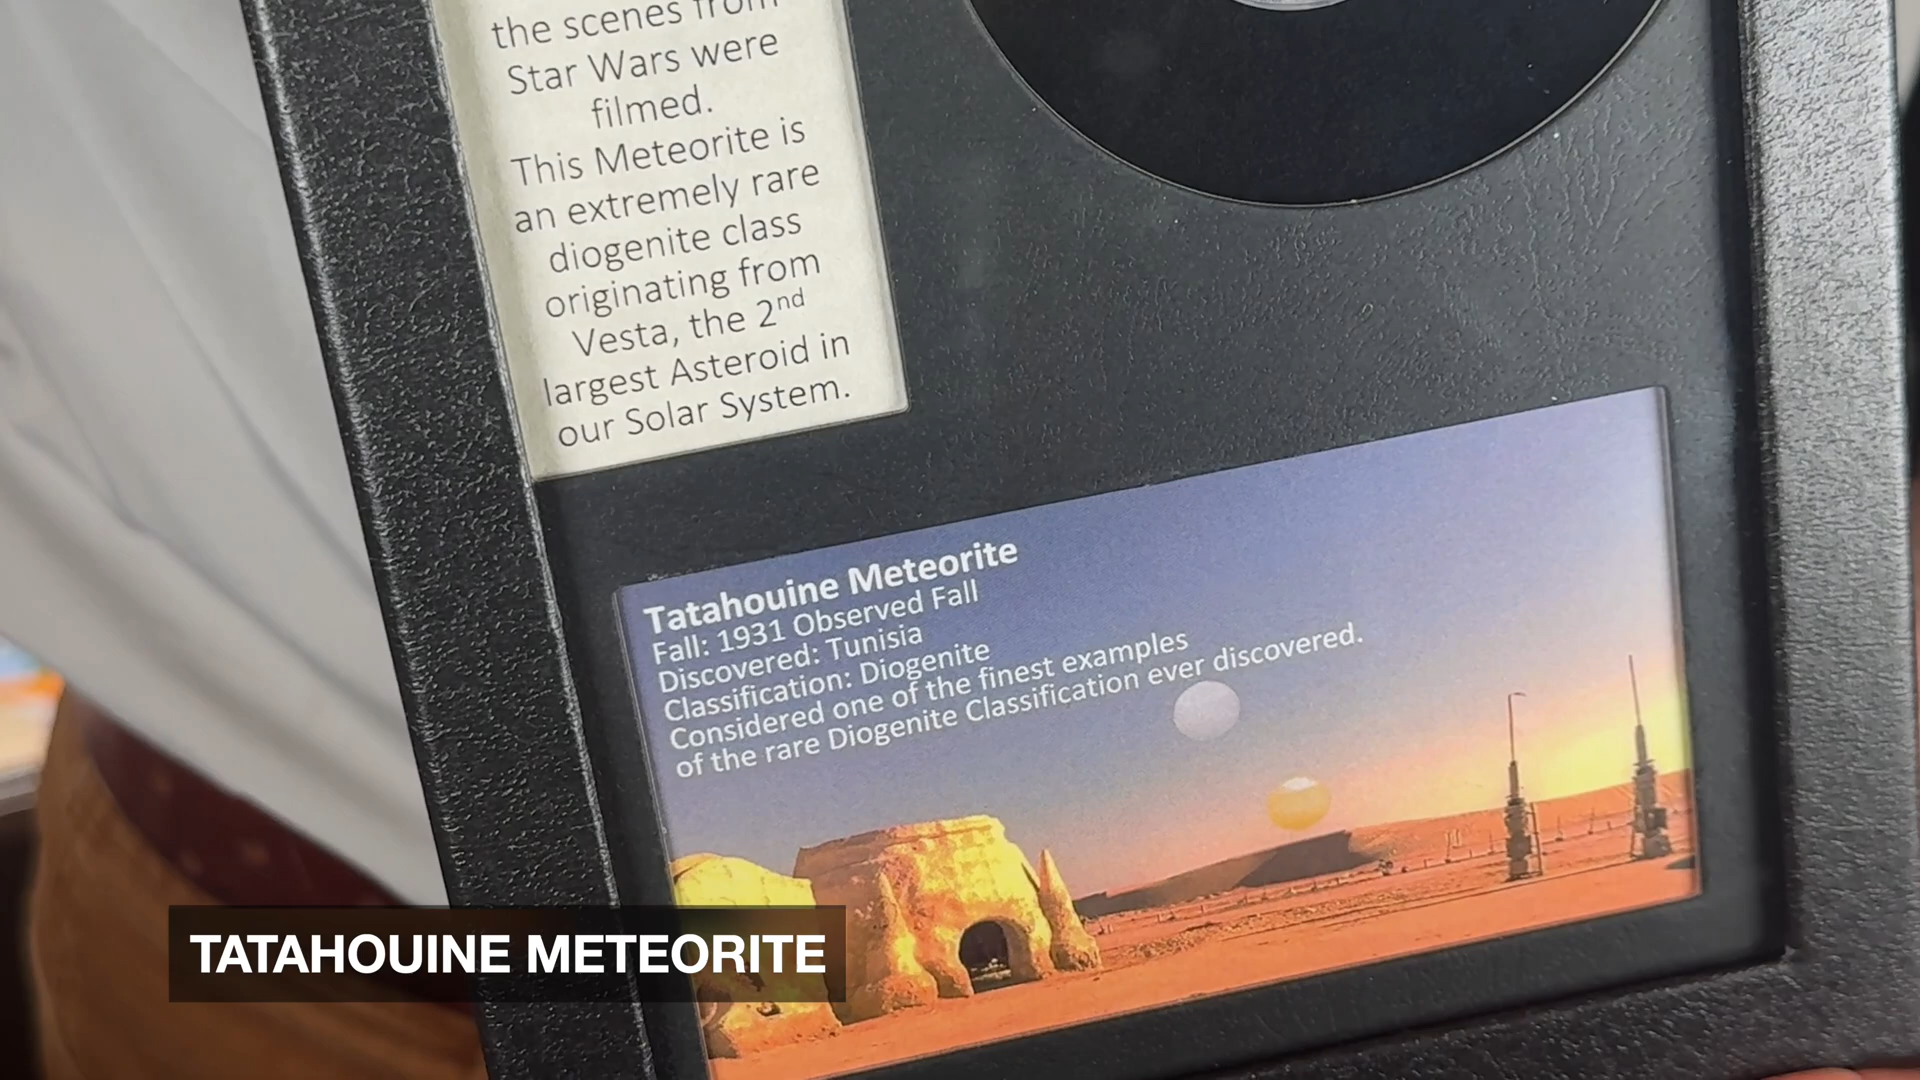 the scenes from
Star Wars were
filmed.
This Meteorite is
an extremely rare
diogenite class
originating from
Vesta, the 2nd
largest Asteroid in
our Solar System.
Tatahouine Meteorite
Fall: 1931 Observed Fall
Discovered: Tunisia
Classification: Diogenite
Considered one of the finest examples
of the rare Diogenite Classification ever discovered.
TATAHOUINE METEORITE